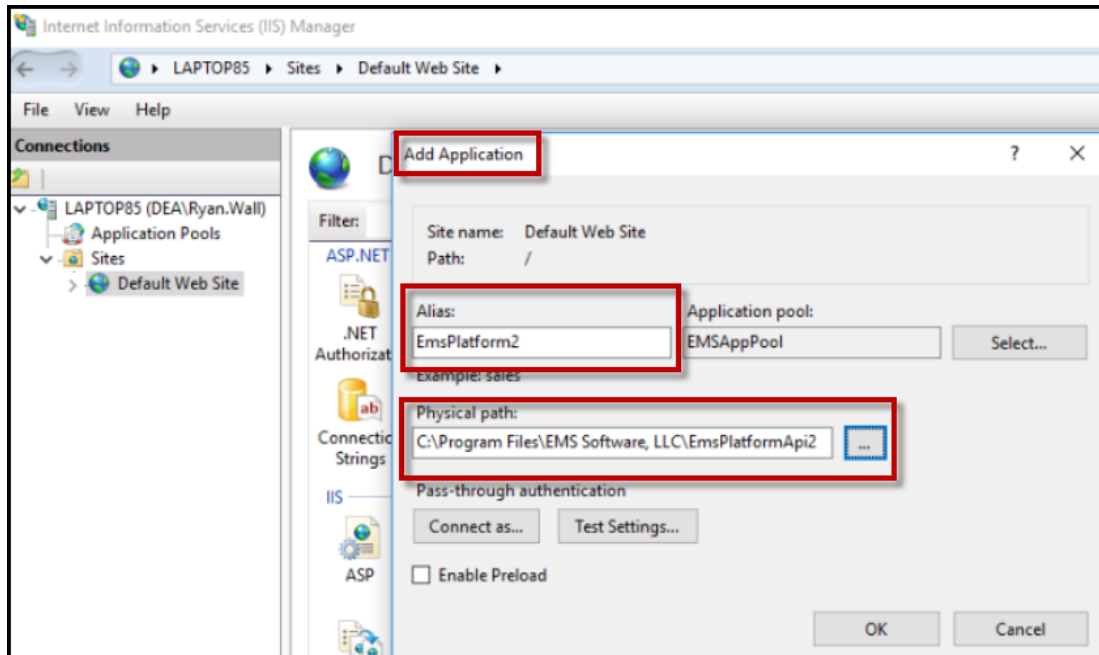 Internet Information Services (IIS) Manager
LAPTOP85 Sites Default Web Site
File View Help
Connections
LAPTOP85 (DEA\Ryan.Wall)
Application Pools
Sites
Default Web Site
D
Filter:
ASP.NET
.NET
Authorizat
ab
Connectio
Strings
IIS
ASP
Add Application
?
Site name: Default Web Site
Path: /
Alias:
Application pool:
EmsPlatform2
EMSAppPool
Select...
Example: sales
Physical path:
C:\Program Files\EMS Software, LLC\EmsPlatformApi2
...
Pass-through authentication
Connect as...
Test Settings...
Enable Preload
OK
Cancel